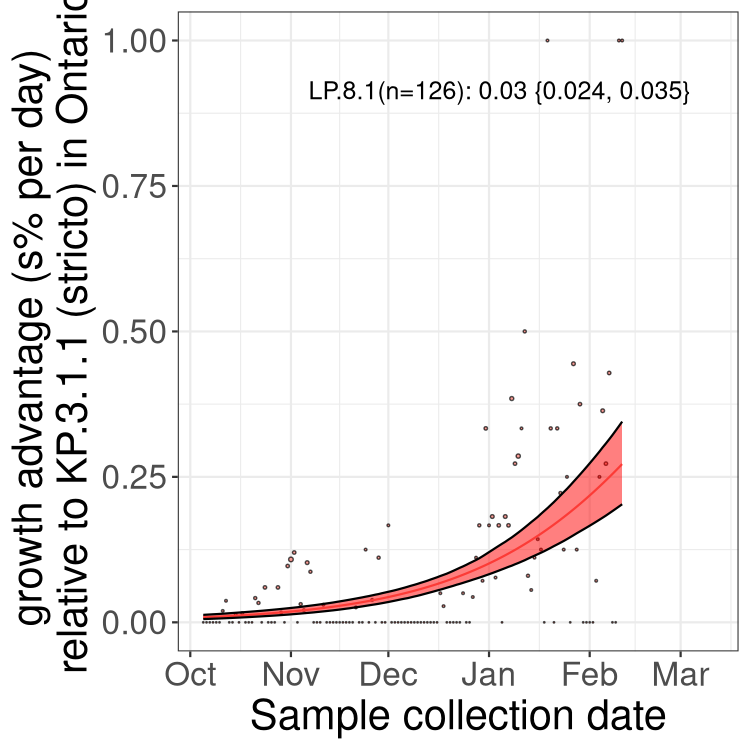 growth advantage (s% per day)
relative to KP.3.1.1 (stricto) in Ontario
1.00
LP.8.1(n=126): 0.03 {0.024, 0.035}
0.75
0.50
0.25
0.00
Oct Nov Dec Jan Feb Mar
Sample collection date